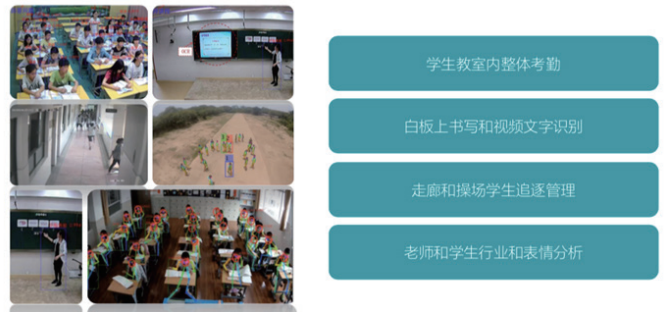 学生教室内整体考勤
白板上书写和视频文字识别
走廊和操场学生追逐管理
老师和学生行业和表情分析